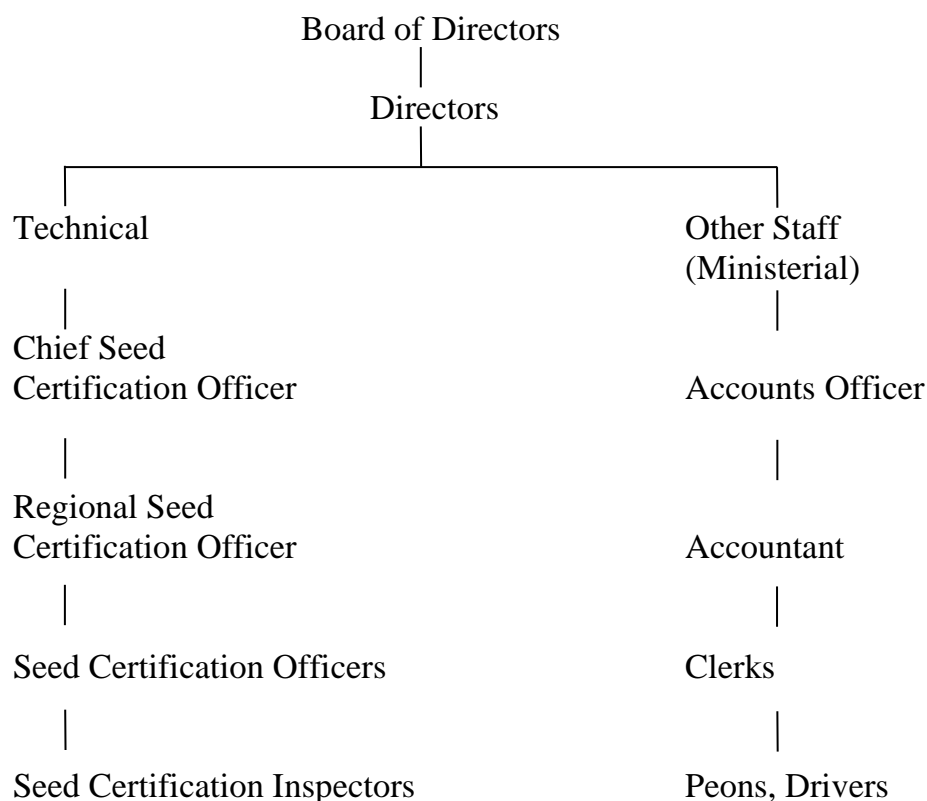 Board of Directors
Directors
Technical
Other Staff
(Ministerial)
Chief Seed
Certification Officer
Accounts Officer
Regional Seed
Certification Officer
Accountant
Seed Certification Officers
Clerks
Seed Certification Inspectors
Peons, Drivers